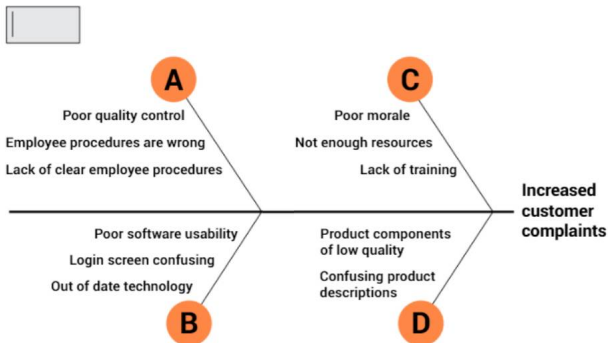 A
C
Poor quality control
Employee procedures are wrong
Lack of clear employee procedures
Poor morale
Not enough resources
Lack of training
Increased
customer
complaints
Poor software usability
Login screen confusing
Out of date technology
Product components
of low quality
Confusing product
descriptions
B
D